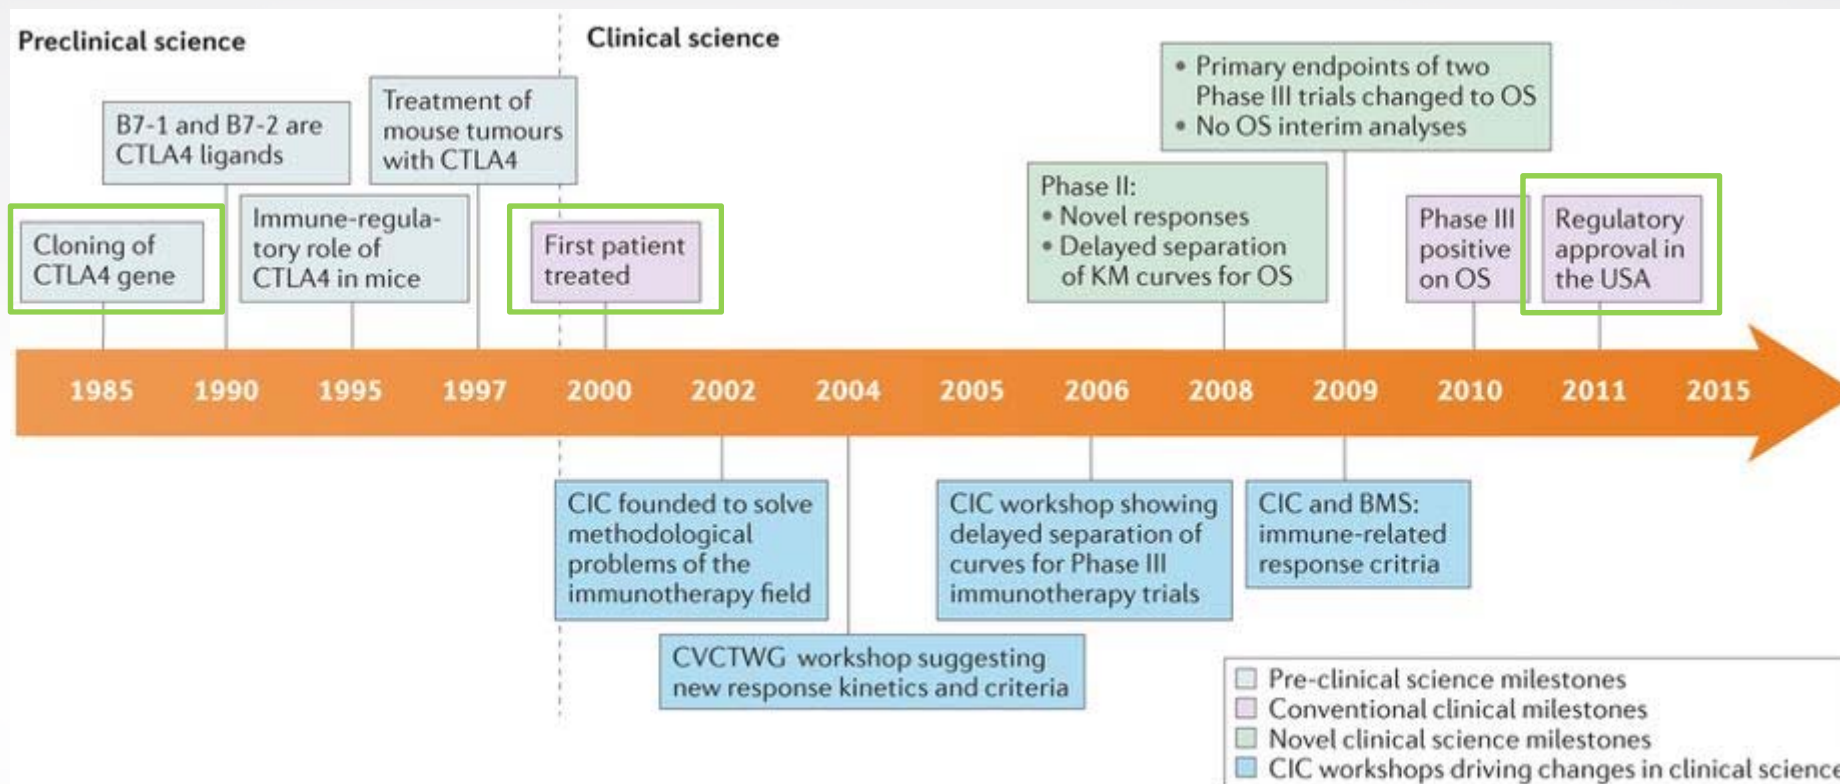 Preclinical science
Clinical science
B7-1 and B7-2 are
CTLA4 ligands
Treatment of
mouse tumours
with CTLA4
• Primary endpoints of two
Phase III trials changed to OS
• No OS interim analyses
Cloning of
CTLA4 gene
Immune-regula-
tory role of
CTLA4 in mice
First patient
treated
Phase II:
• Novel responses
• Delayed separation
of KM curves for OS
Phase III
positive
on OS
Regulatory
approval in
the USA
1985 1990 1995 1997 2000 2002 2004 2005 2006 2008 2009 2010 2011 2015
CIC founded to solve
methodological
problems of the
immunotherapy field
CVCTWG workshop suggesting
new response kinetics and criteria
CIC workshop showing
delayed separation of
curves for Phase III
immunotherapy trials
CIC and BMS:
immune-related
response critria
Pre-clinical science milestones
Conventional clinical milestones
Novel clinical science milestones
CIC workshops driving changes in clinical science